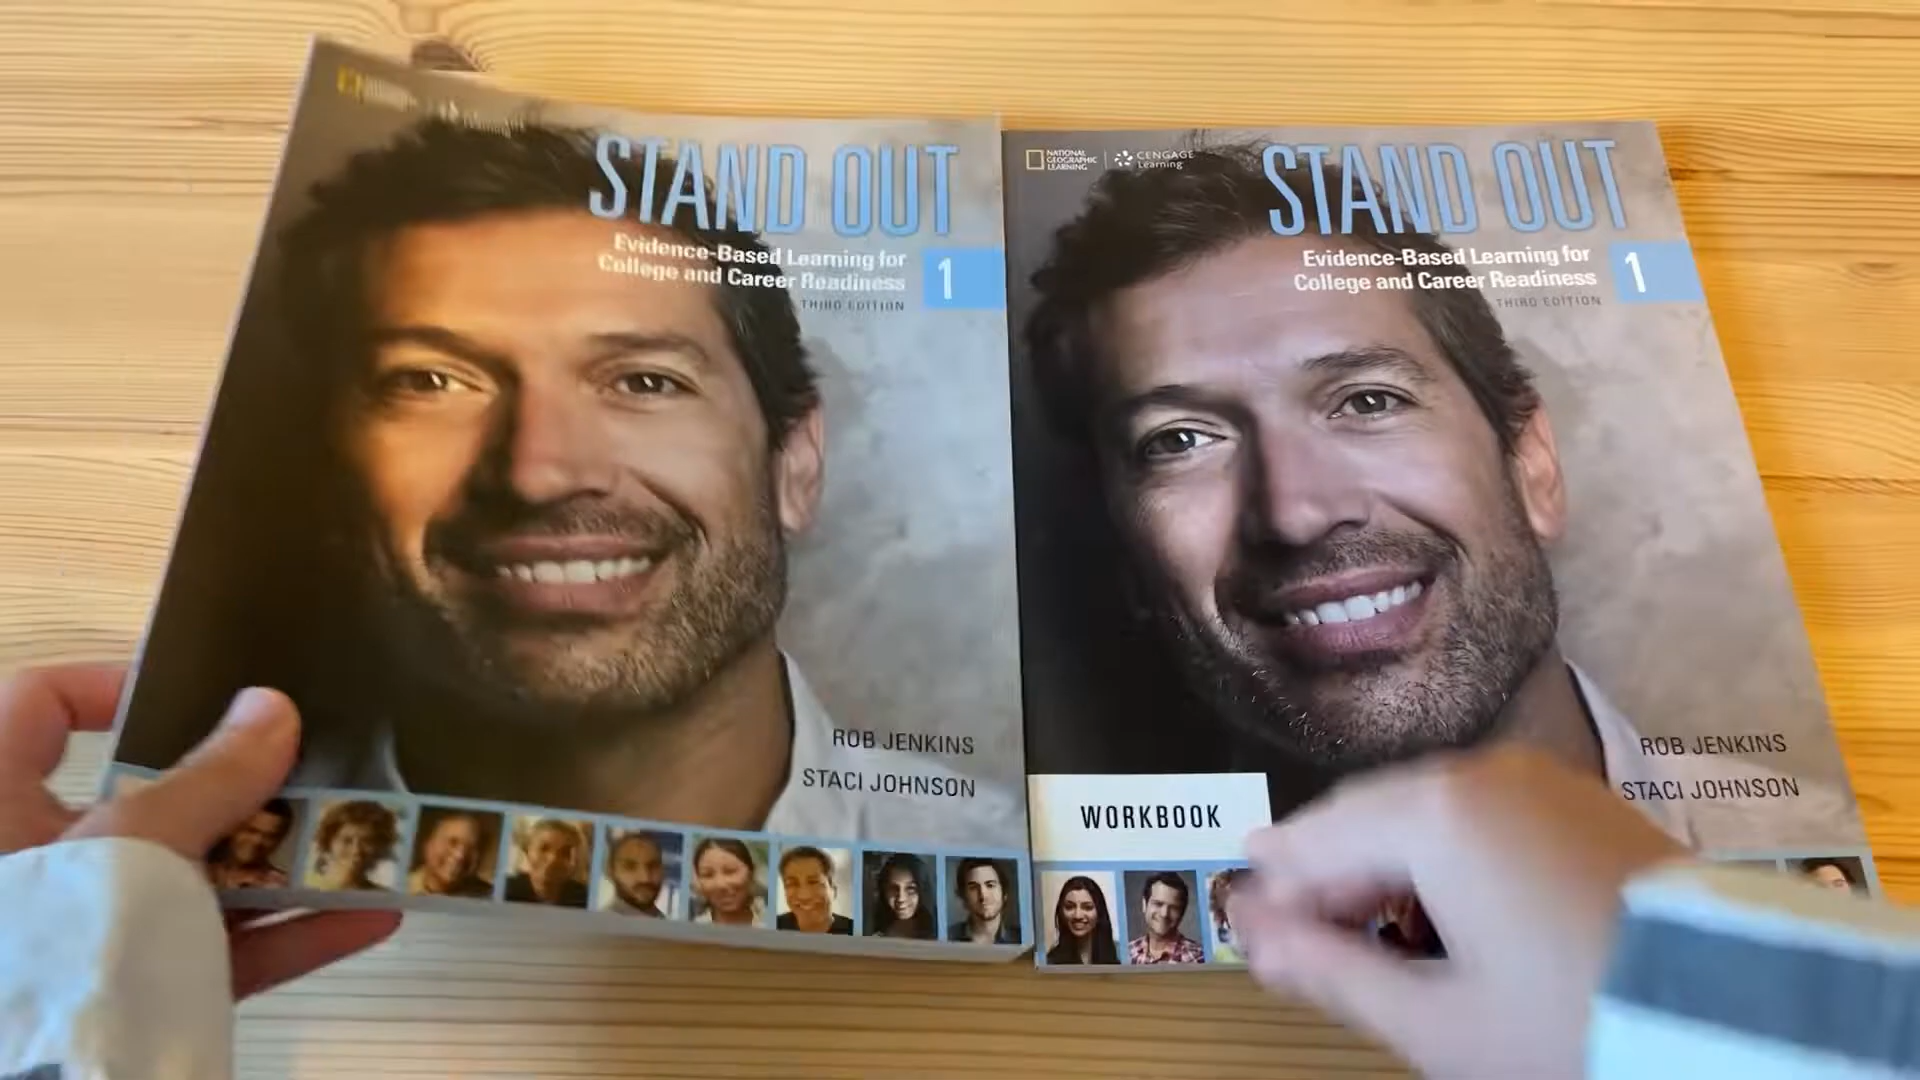 STAND OUT
Evidence-Based Learning for
College and Career Readiness
1
THIRD EDITION
ROB JENKINS
STACI JOHNSON
NATIONAL
GEOGRAPHIC
LEARNING
CENGAGE
Learning
STAND OUT
Evidence-Based Learning for
College and Career Readiness
1
THIRD EDITION
ROB JENKINS
STACI JOHNSON
WORKBOOK